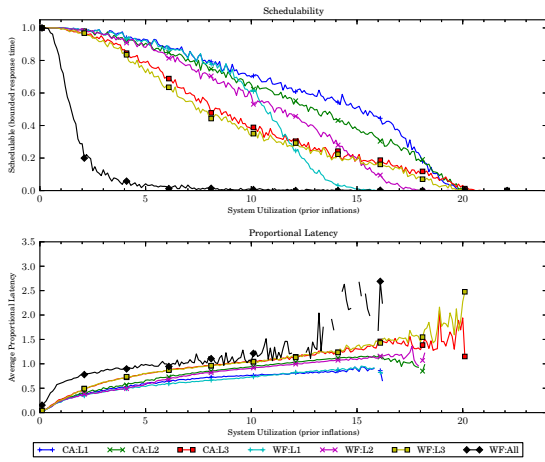 Schedulability
Schedulable (bounded response time)
1.0
0.8
0.6
0.4
0.2
0.0
0 5 10 15 20
System Utilization (prior inflations)
Proportional Latency
Average Proportional Latency
3.5
3.0
2.5
2.0
1.5
1.0
0.5
0.0
0 5 10 15 20
System Utilization (prior inflations)
CA:L1 CA:L2 CA:L3 WF:L1 WF:L2 WF:L3 WF:All